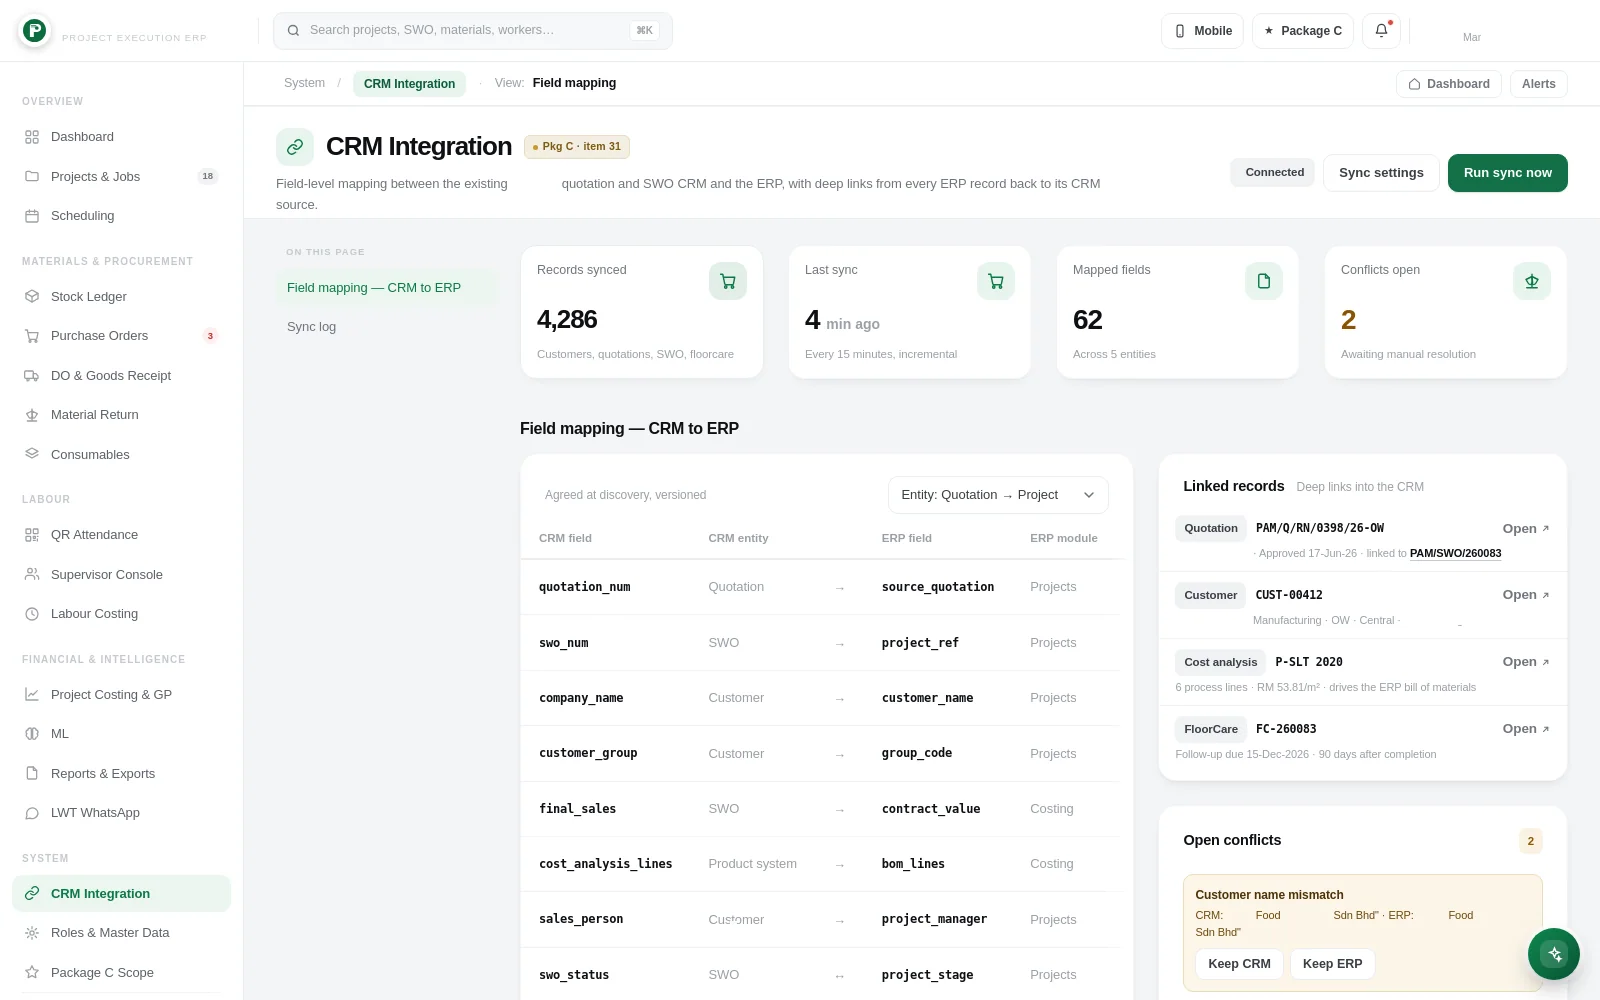 PROJECT EXECUTION ERP
Search projects, SWO, materials, workers… ⌘K
Mobile
★ Package C
Mar
OVERVIEW
Dashboard
Projects & Jobs 18
Scheduling
MATERIALS & PROCUREMENT
Stock Ledger
Purchase Orders 3
DO & Goods Receipt
Material Return
Consumables
LABOUR
QR Attendance
Supervisor Console
Labour Costing
FINANCIAL & INTELLIGENCE
Project Costing & GP
ML
Reports & Exports
LWT WhatsApp
SYSTEM
CRM Integration
Roles & Master Data
Package C Scope
System / CRM Integration · View: Field mapping
Dashboard
Alerts
CRM Integration
Pkg C · item 31
Field-level mapping between the existing quotation and SWO CRM and the ERP, with deep links from every ERP record back to its CRM
source.
Connected
Sync settings
Run sync now
ON THIS PAGE
Field mapping — CRM to ERP
Sync log
Records synced
4,286
Customers, quotations, SWO, floorcare
Last sync
4 min ago
Every 15 minutes, incremental
Mapped fields
62
Across 5 entities
Conflicts open
2
Awaiting manual resolution
Field mapping — CRM to ERP
Agreed at discovery, versioned
Entity: Quotation → Project
CRM field CRM entity ERP field ERP module
quotation_num Quotation → source_quotation Projects
swo_num SWO → project_ref Projects
company_name Customer → customer_name Projects
customer_group Customer → group_code Projects
final_sales SWO → contract_value Costing
cost_analysis_lines Product system → bom_lines Costing
sales_person Customer → project_manager Projects
swo_status SWO ↔ project_stage Projects
Linked records Deep links into the CRM
Quotation PAM/Q/RN/0398/26-OW Open ↗
· Approved 17-Jun-26 · linked to PAM/SWO/260083
Customer CUST-00412 Open ↗
Manufacturing · OW · Central ·
Cost analysis P-SLT 2020 Open ↗
6 process lines · RM 53.81/m² · drives the ERP bill of materials
FloorCare FC-260083 Open ↗
Follow-up due 15-Dec-2026 · 90 days after completion
Open conflicts 2
Customer name mismatch
CRM: Food Sdn Bhd" · ERP: Food
Sdn Bhd"
Keep CRM
Keep ERP